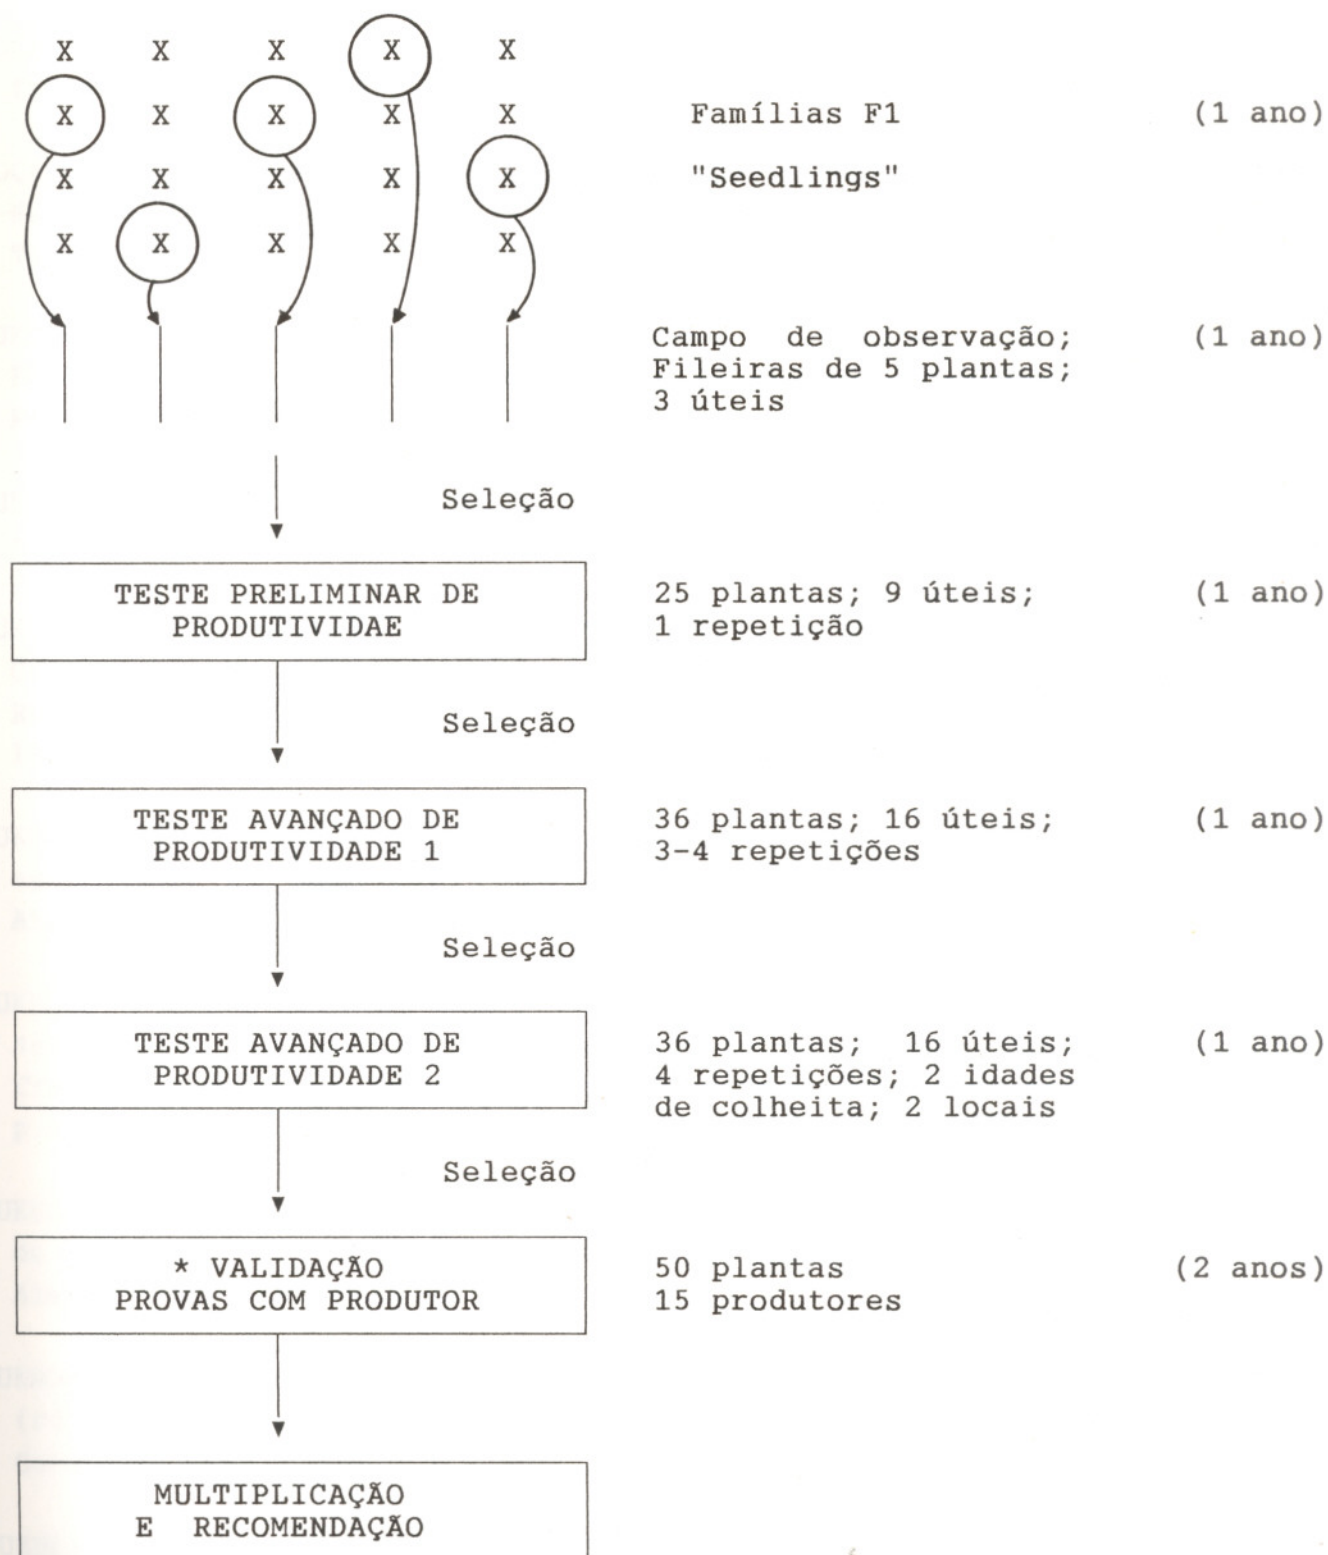 X X X X X
X X X X X
Famílias F1 (1 ano)
X X X X X
"Seedlings"
X X X X X
Campo de observação; (1 ano)
Fileiras de 5 plantas;
3 úteis
Seleção
TESTE PRELIMINAR DE
PRODUTIVIDAE
25 plantas; 9 úteis; (1 ano)
1 repetição
Seleção
TESTE AVANÇADO DE
PRODUTIVIDADE 1
36 plantas; 16 úteis; (1 ano)
3-4 repetições
Seleção
TESTE AVANÇADO DE
PRODUTIVIDADE 2
36 plantas; 16 úteis; (1 ano)
4 repetições; 2 idades
de colheita; 2 locais
Seleção
* VALIDAÇÃO
PROVAS COM PRODUTOR
50 plantas (2 anos)
15 produtores
MULTIPLICAÇÃO
E RECOMENDAÇÃO